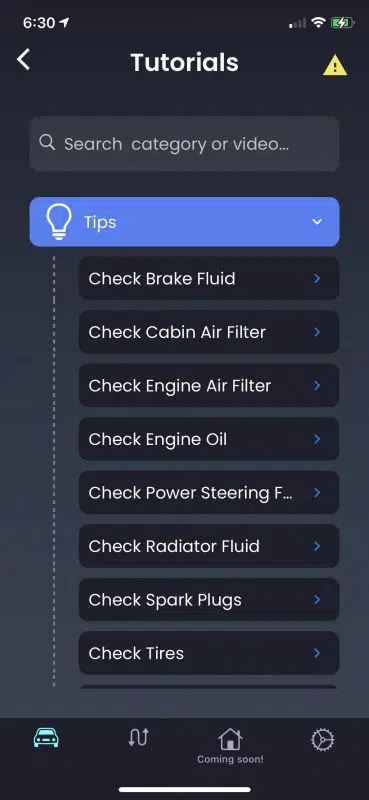 6:30
Tutorials
Search category or video...
Tips
Check Brake Fluid
Check Cabin Air Filter
Check Engine Air Filter
Check Engine Oil
Check Power Steering F...
Check Radiator Fluid
Check Spark Plugs
Check Tires
Coming soon!